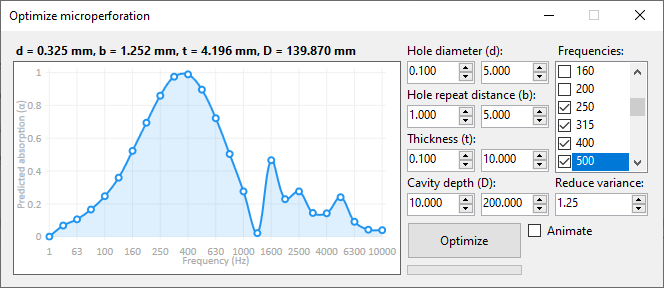 Optimize microperforation
d = 0.325 mm, b = 1.252 mm, t = 4.196 mm, D = 139.870 mm
Predicted absorption (α)
1
0.8
0.6
0.4
0.2
0
1 63 100 160 250 400 630 1000 1600 2500 4000 6300 10000
Frequency (Hz)
Hole diameter (d):
0.100 5.000
Hole repeat distance (b):
1.000 5.000
Thickness (t):
0.100 10.000
Cavity depth (D):
10.000 200.000
Optimize
Frequencies:
160
200
250
315
400
500
Reduce variance:
1.25
Animate